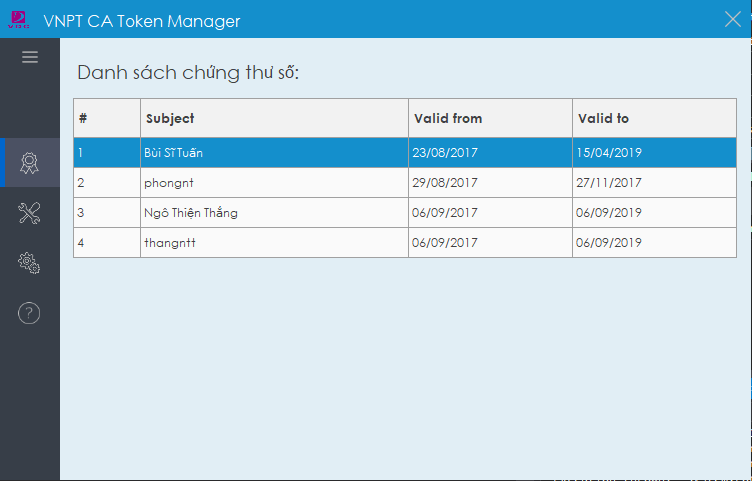 VNPT CA Token Manager
Danh sách chứng thư số:
# Subject Valid from Valid to
1 Bùi STTuấn 23/08/2017 15/04/2019
2 phongnt 29/08/2017 27/11/2017
3 Ngô Thiện Thắng 06/09/2017 06/09/2019
4 thangntt 06/09/2017 06/09/2019
?